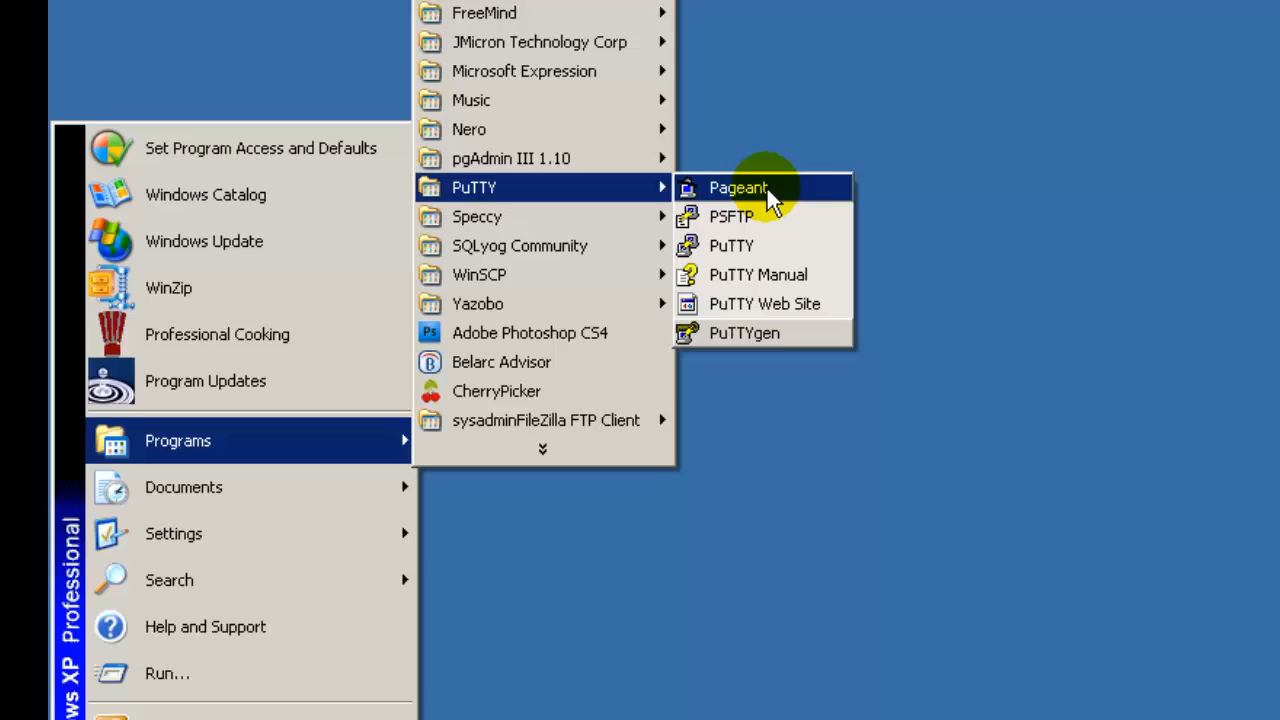 FreeMind
JMicron Technology Corp
Microsoft Expression
Music
Nero
pgAdmin III 1.10
PuTTY
Speccy
SQLyog Community
WinSCP
Yazobo
Adobe Photoshop CS4
Belarc Advisor
CherryPicker
sysadminFileZilla FTP Client
Pageant
PSFTP
PuTTY
PuTTY Manual
PuTTY Web Site
PuTTYgen
Set Program Access and Defaults
Windows Catalog
Windows Update
WinZip
Professional Cooking
Program Updates
Programs
Documents
Settings
Search
Help and Support
Run...
ws XP Professional
Ps